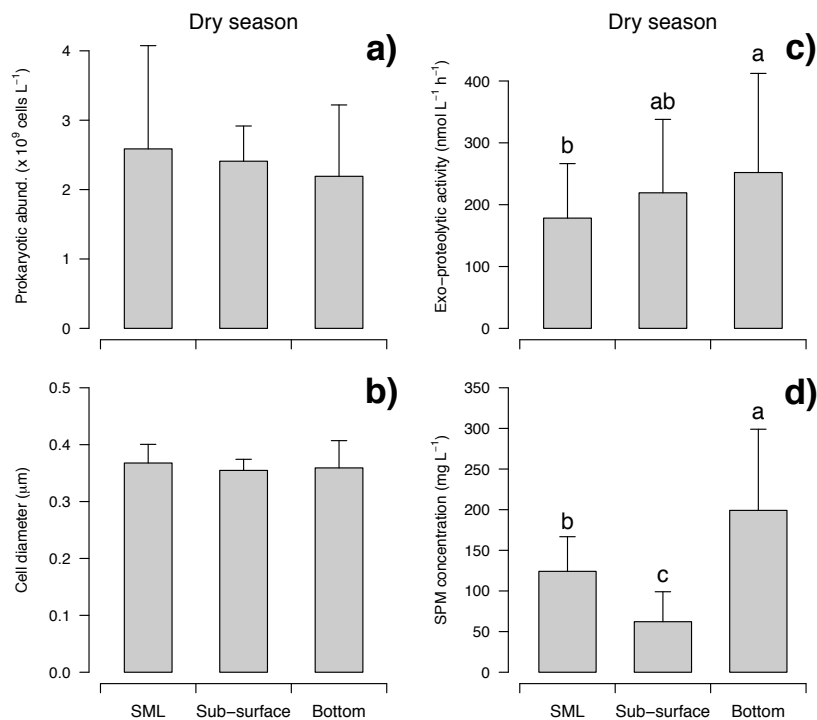 Dry season
a)
Prokaryotic abund. (x 10⁹ cells L⁻¹)
4
3
2
1
0
Dry season
c)
Exo−proteolytic activity (nmol L⁻¹ h⁻¹)
400
300
200
100
0
b
ab
a
b)
Cell diameter (μm)
0.5
0.4
0.3
0.2
0.1
0.0
SML Sub−surface Bottom
d)
SPM concentration (mg L⁻¹)
350
300
250
200
150
100
50
0
b
c
a
SML Sub−surface Bottom